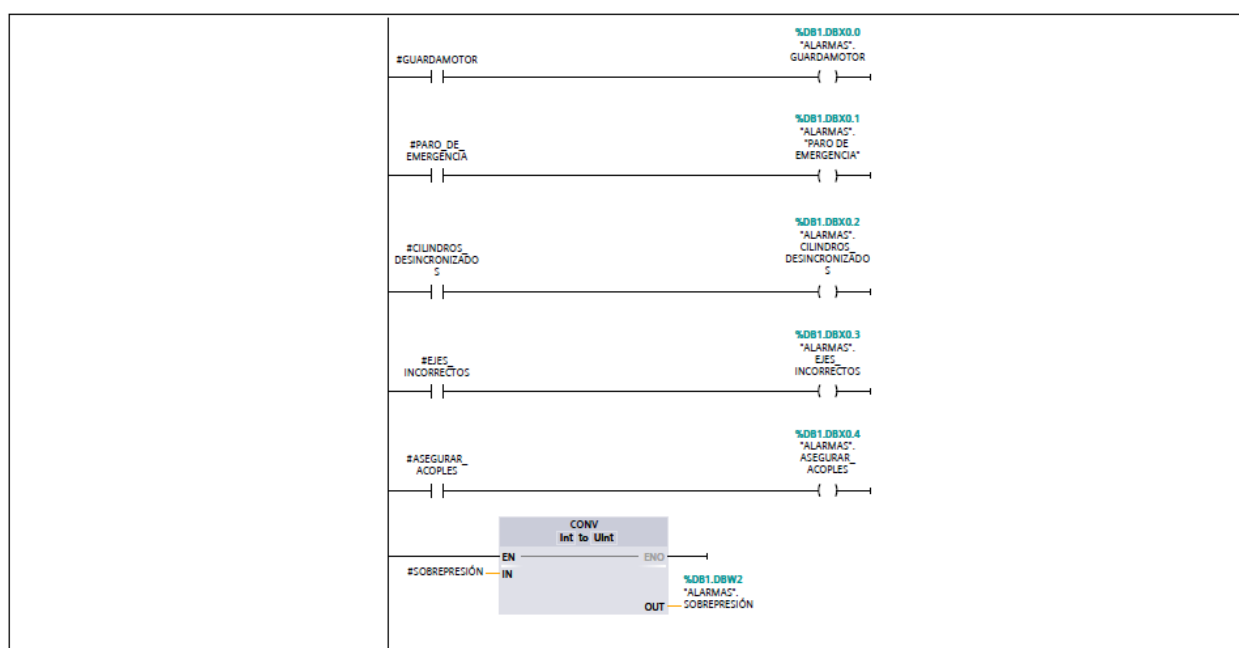 %DB1.DBX0.0
"ALARMAS".
GUARDAMOTOR
#GUARDAMOTOR
%DB1.DBX0.1
"ALARMAS".
"PARO DE
EMERGENCIA"
#PARO_DE_
EMERGENCIA
%DB1.DBX0.2
"ALARMAS".
CILINDROS_
DESINCRONIZADO
S
#CILINDROS_
DESINCRONIZADO
S
%DB1.DBX0.3
"ALARMAS".
EJES_
INCORRECTOS
#EJES_
INCORRECTOS
%DB1.DBX0.4
"ALARMAS".
ASEGURAR_
ACOPLES
#ASEGURAR_
ACOPLES
CONV
Int to UInt
EN ENO
#SOBREPRESIÓN IN
%DB1.DBW2
"ALARMAS".
OUT SOBREPRESIÓN